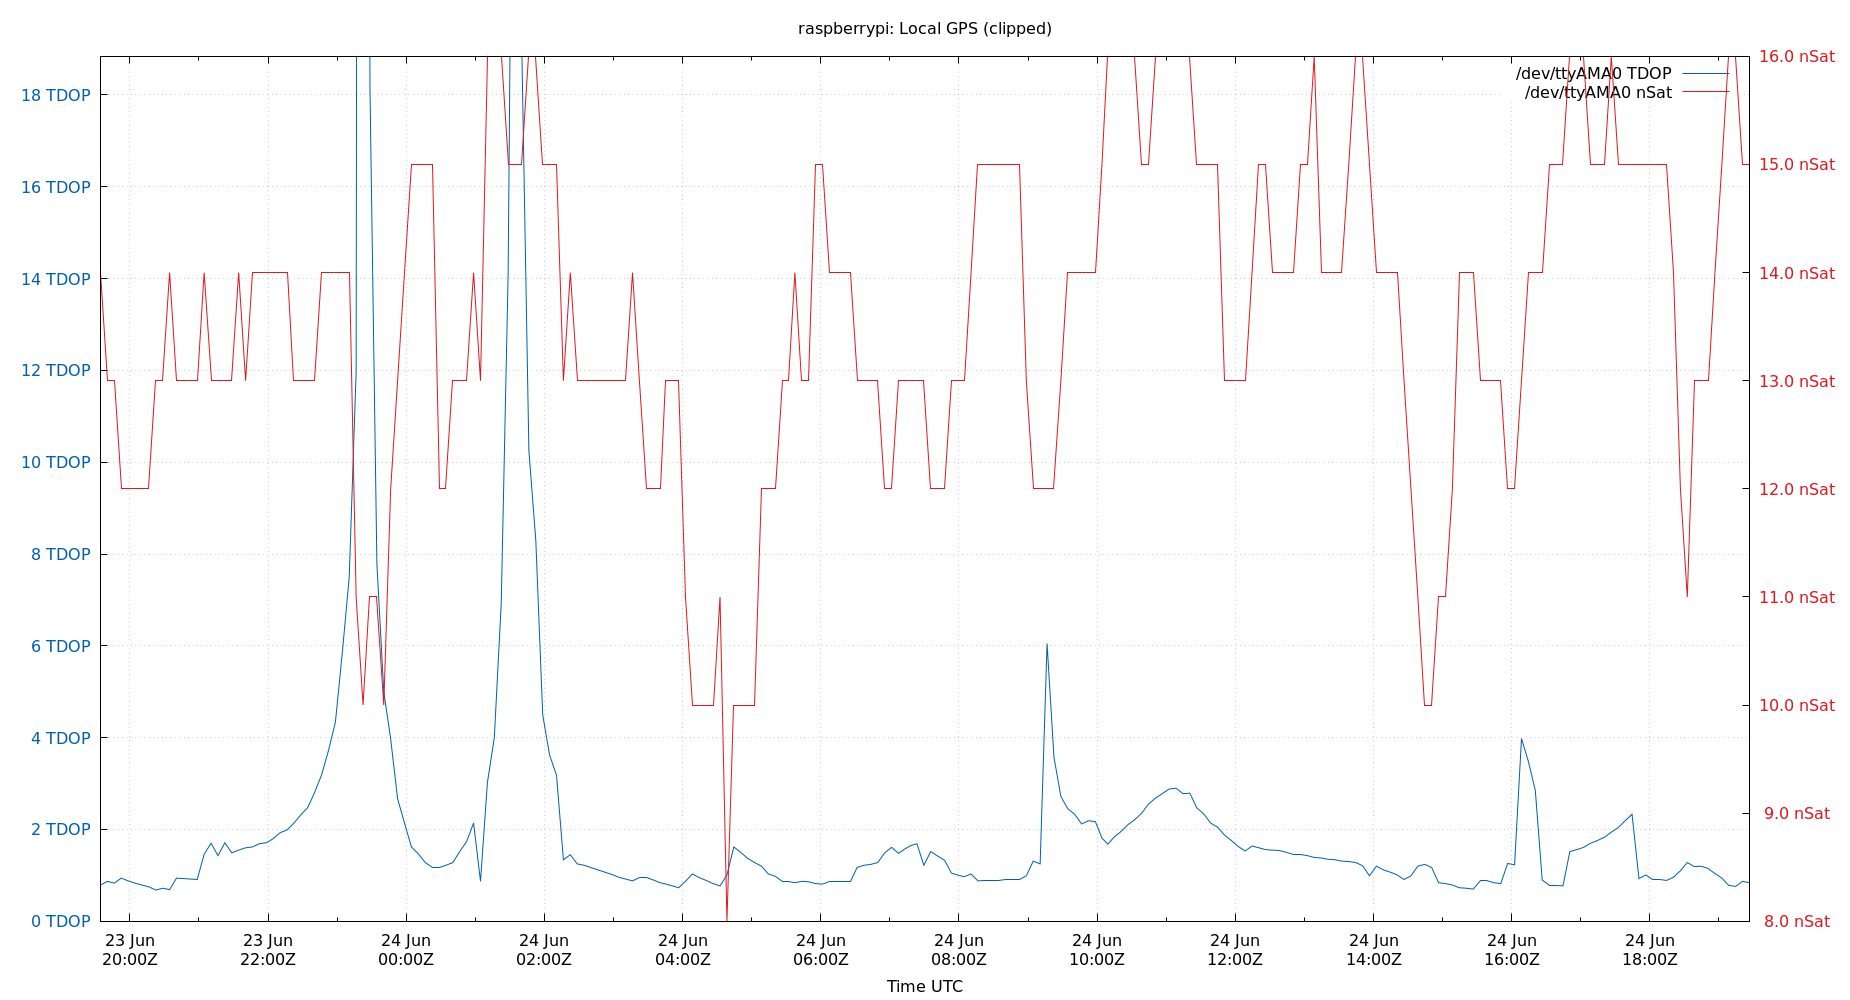 raspberrypi: Local GPS (clipped)
/dev/ttyAMA0 TDOP
/dev/ttyAMA0 nSat
18 TDOP
16 TDOP
14 TDOP
12 TDOP
10 TDOP
8 TDOP
6 TDOP
4 TDOP
2 TDOP
0 TDOP
16.0 nSat
15.0 nSat
14.0 nSat
13.0 nSat
12.0 nSat
11.0 nSat
10.0 nSat
9.0 nSat
8.0 nSat
23 Jun
20:00Z
23 Jun
22:00Z
24 Jun
00:00Z
24 Jun
02:00Z
24 Jun
04:00Z
24 Jun
06:00Z
24 Jun
08:00Z
24 Jun
10:00Z
24 Jun
12:00Z
24 Jun
14:00Z
24 Jun
16:00Z
24 Jun
18:00Z
Time UTC